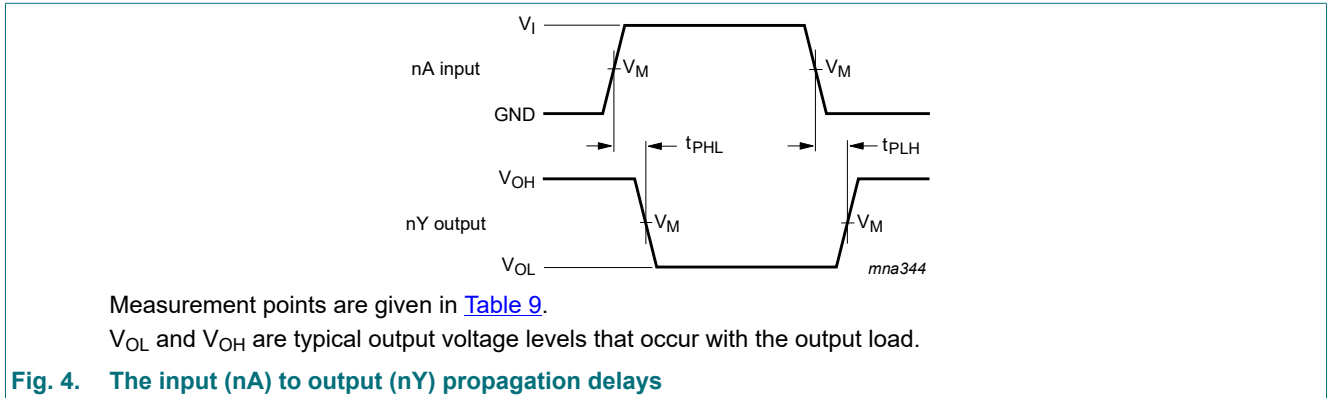 VI
nA input
VM
VM
GND
tPHL
tPLH
VOH
nY output
VM
VM
VOL
mna344
Measurement points are given in Table 9.
VOL and VOH are typical output voltage levels that occur with the output load.
Fig. 4. The input (nA) to output (nY) propagation delays